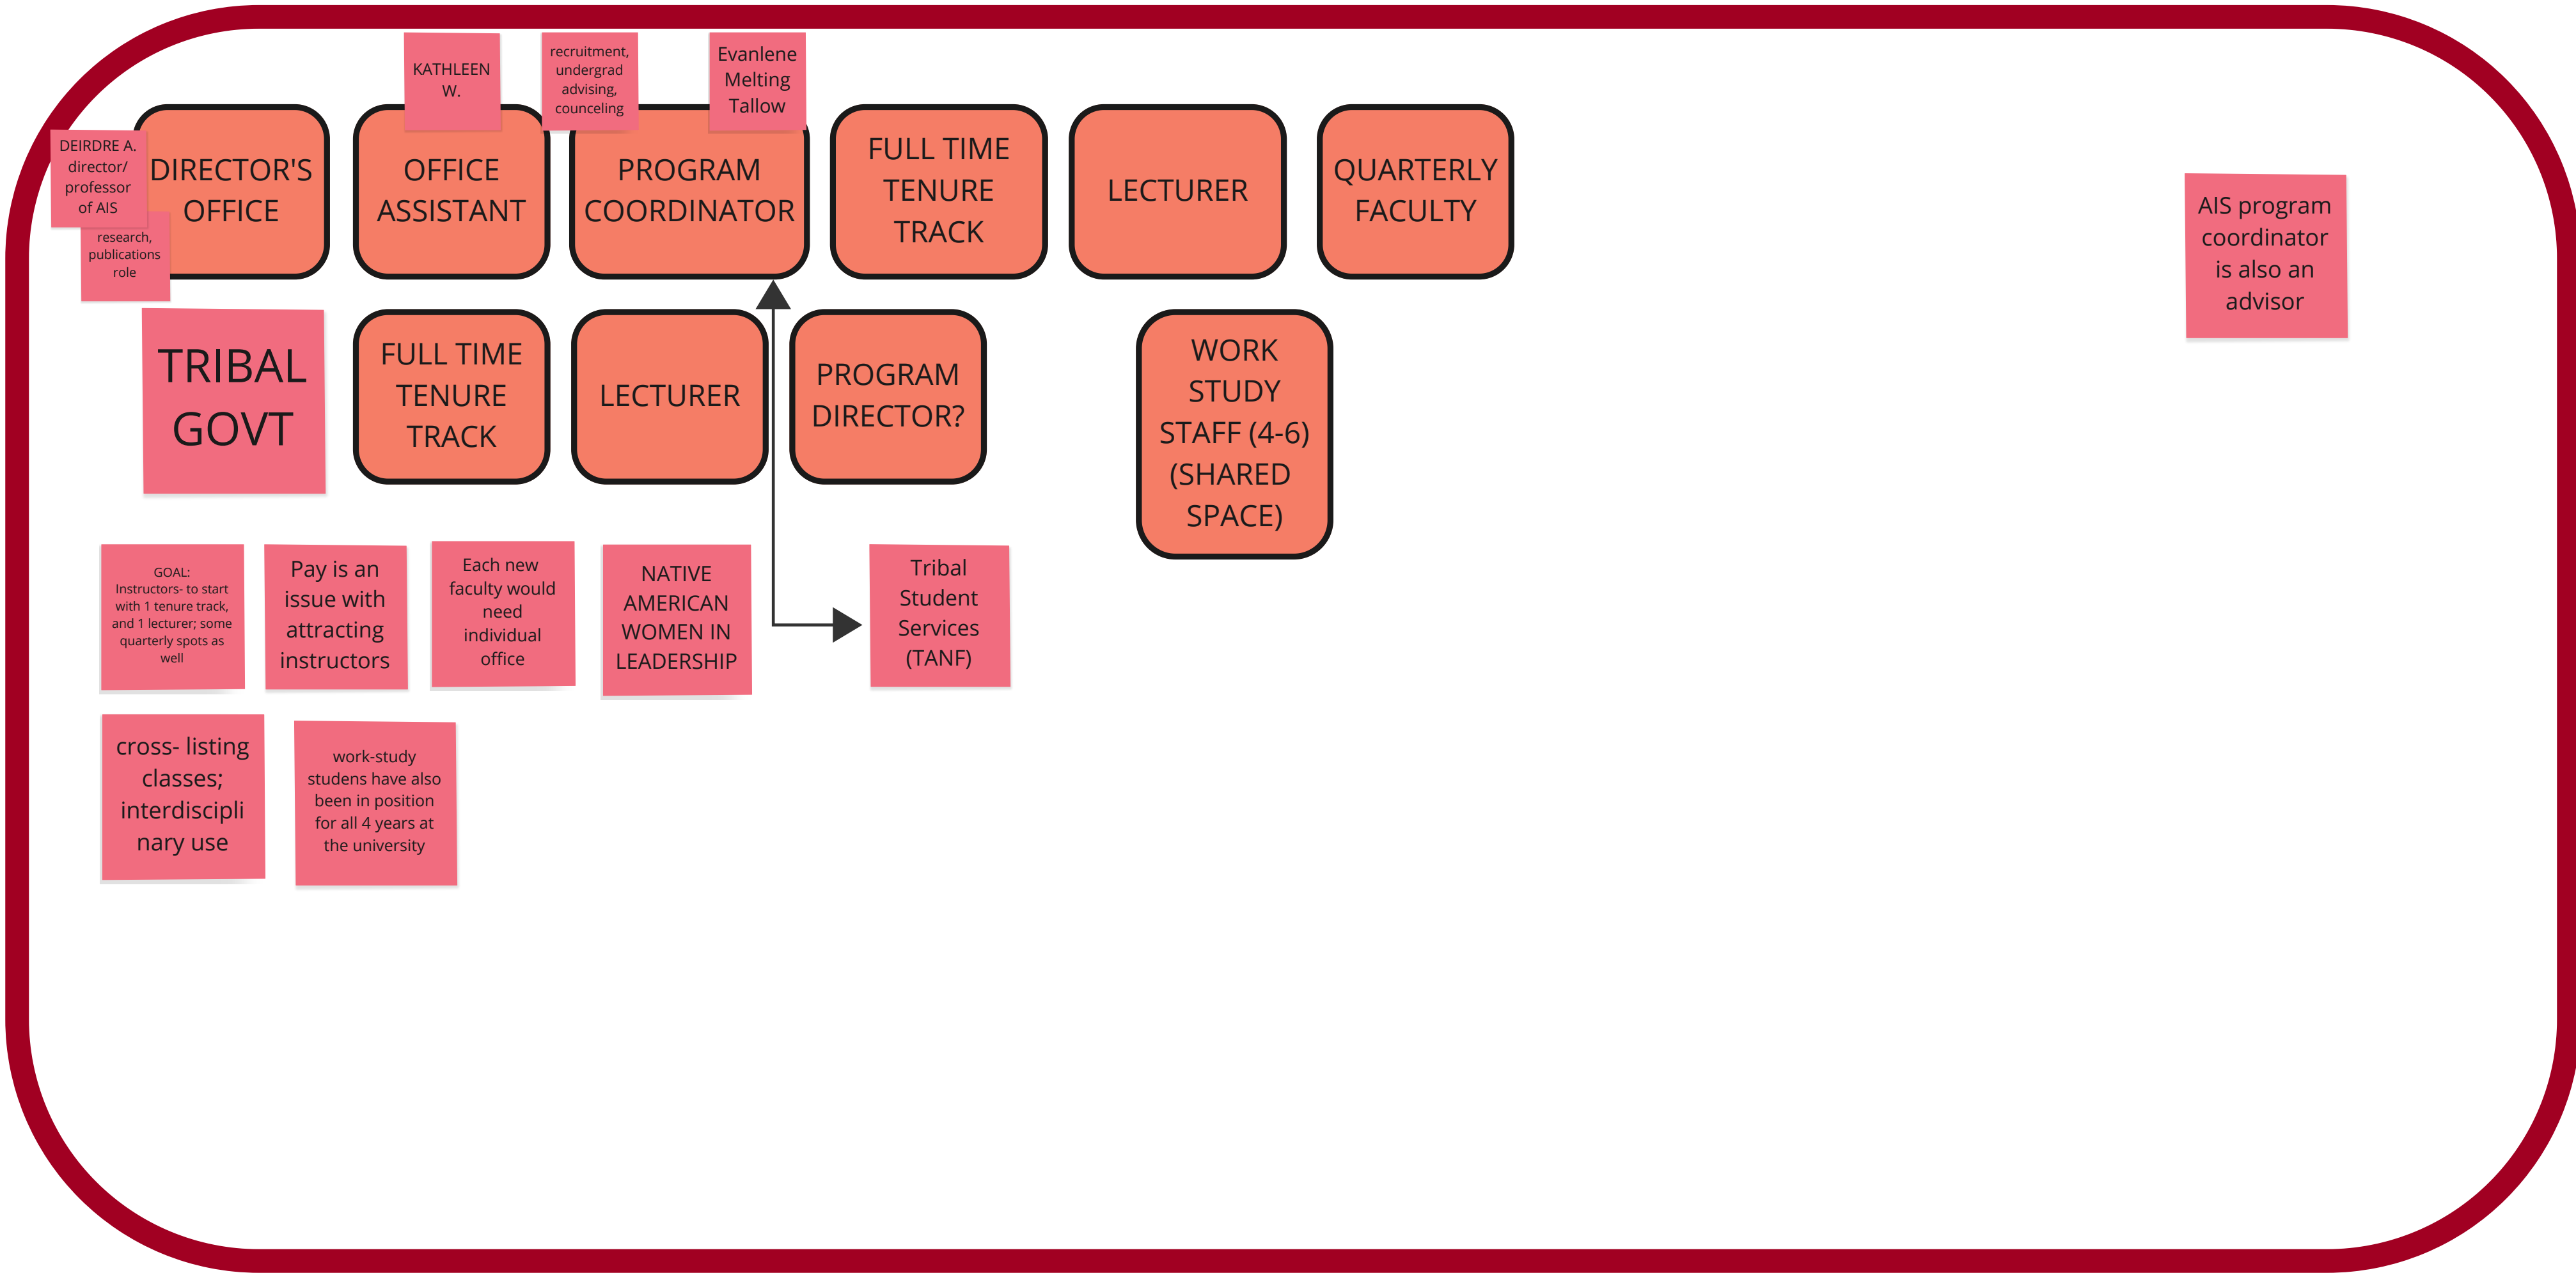 KATHLEEN
W.
recruitment,
undergrad
advising,
counceling
Evanlene
Melting
Tallow
DEIRDRE A.
director/
professor
of AIS
research,
publications
role
DIRECTOR'S
OFFICE
OFFICE
ASSISTANT
PROGRAM
COORDINATOR
FULL TIME
TENURE
TRACK
LECTURER
QUARTERLY
FACULTY
AIS program
coordinator
is also an
advisor
TRIBAL
GOVT
FULL TIME
TENURE
TRACK
LECTURER
PROGRAM
DIRECTOR?
WORK
STUDY
STAFF (4-6)
(SHARED
SPACE)
GOAL:
Instructors- to start
with 1 tenure track,
and 1 lecturer; some
quarterly spots as
well
Pay is an
issue with
attracting
instructors
Each new
faculty would
need
individual
office
NATIVE
AMERICAN
WOMEN IN
LEADERSHIP
Tribal
Student
Services
(TANF)
cross- listing
classes;
interdiscipli
nary use
work-study
studens have also
been in position
for all 4 years at
the university